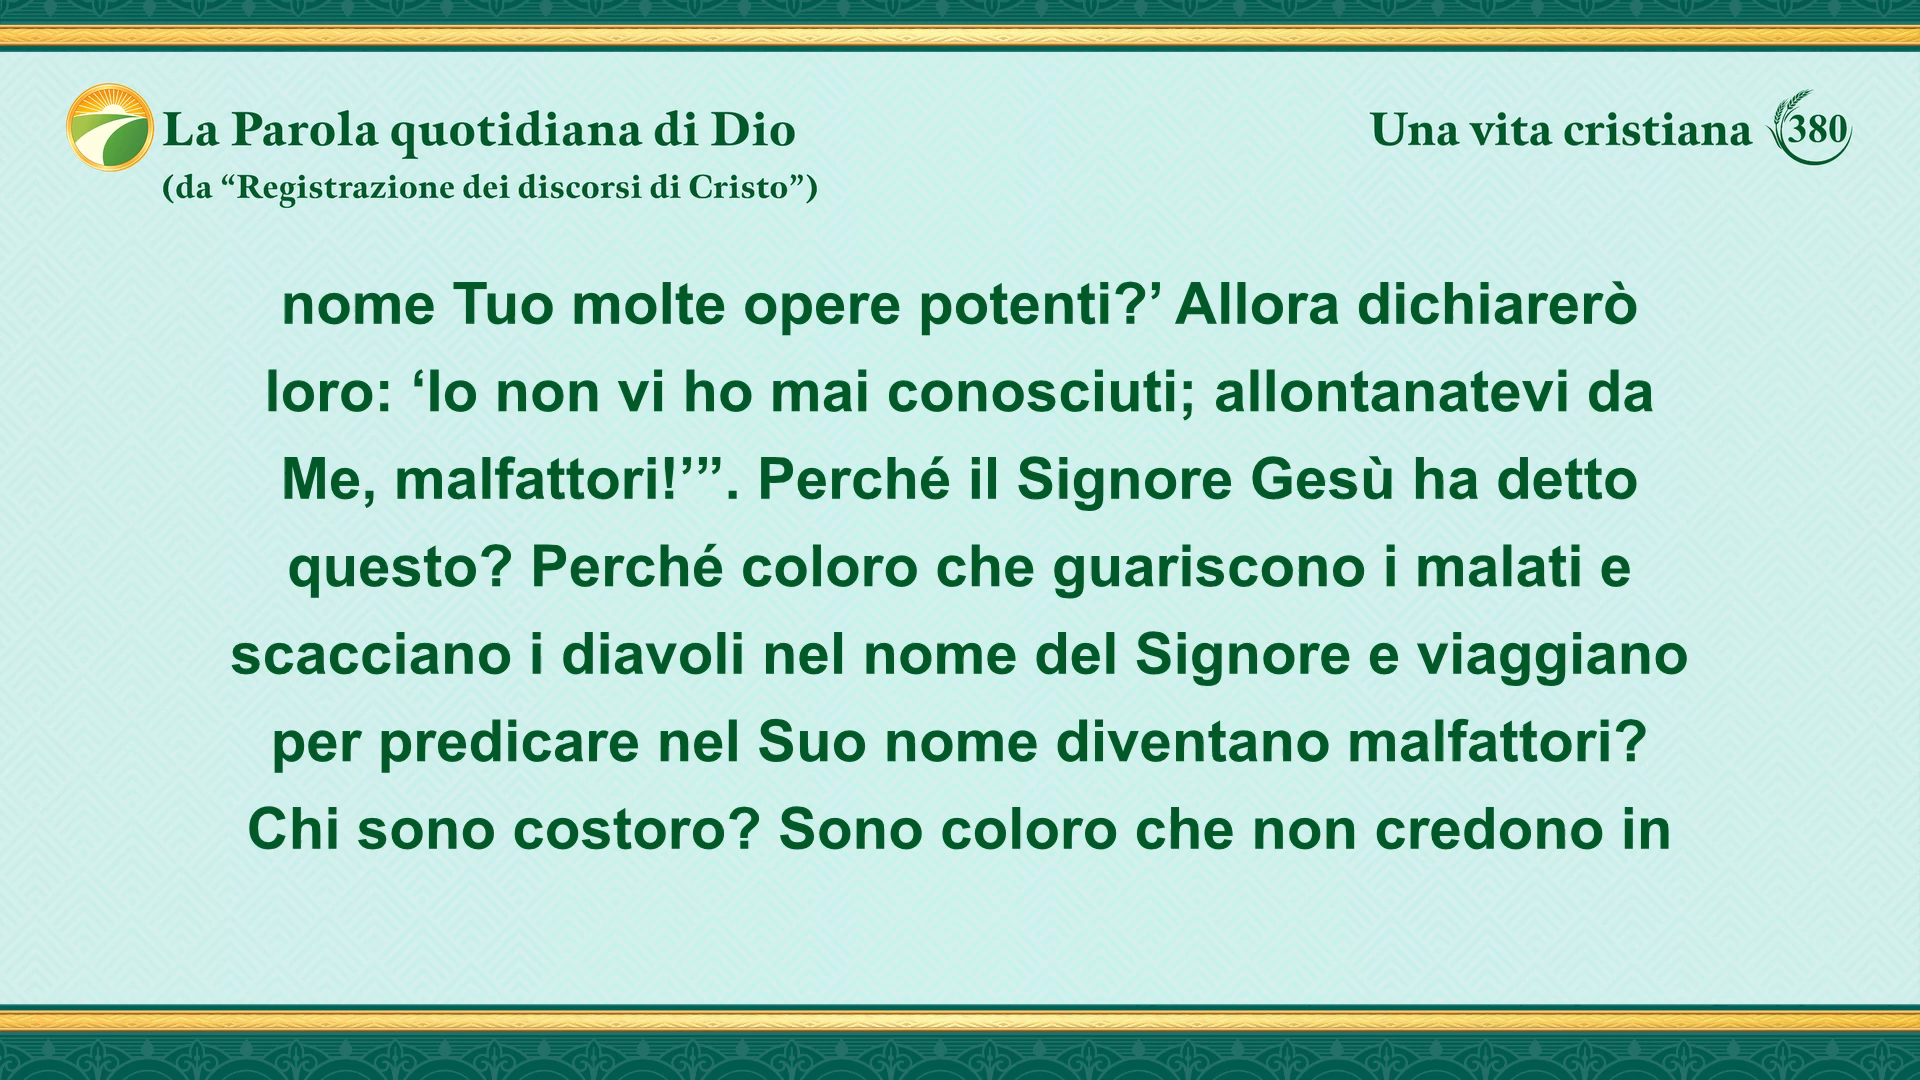 La Parola quotidiana di Dio
(da “Registrazione dei discorsi di Cristo”)
Una vita cristiana 380
nome Tuo molte opere potenti?’ Allora dichiarerò
loro: ‘Io non vi ho mai conosciuti; allontanatevi da
Me, malfattori!’”. Perché il Signore Gesù ha detto
questo? Perché coloro che guariscono i malati e
scacciano i diavoli nel nome del Signore e viaggiano
per predicare nel Suo nome diventano malfattori?
Chi sono costoro? Sono coloro che non credono in